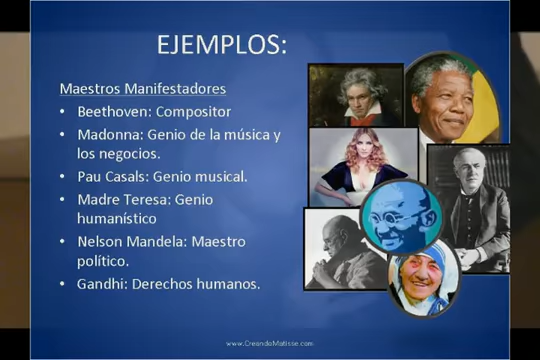 EJEMPLOS:
Maestros Manifestadores
• Beethoven: Compositor
• Madonna: Genio de la música y
los negocios.
• Pau Casals: Genio musical.
• Madre Teresa: Genio
humanístico
• Nelson Mandela: Maestro
político.
• Gandhi: Derechos humanos.
www.CreandoMatisse.com